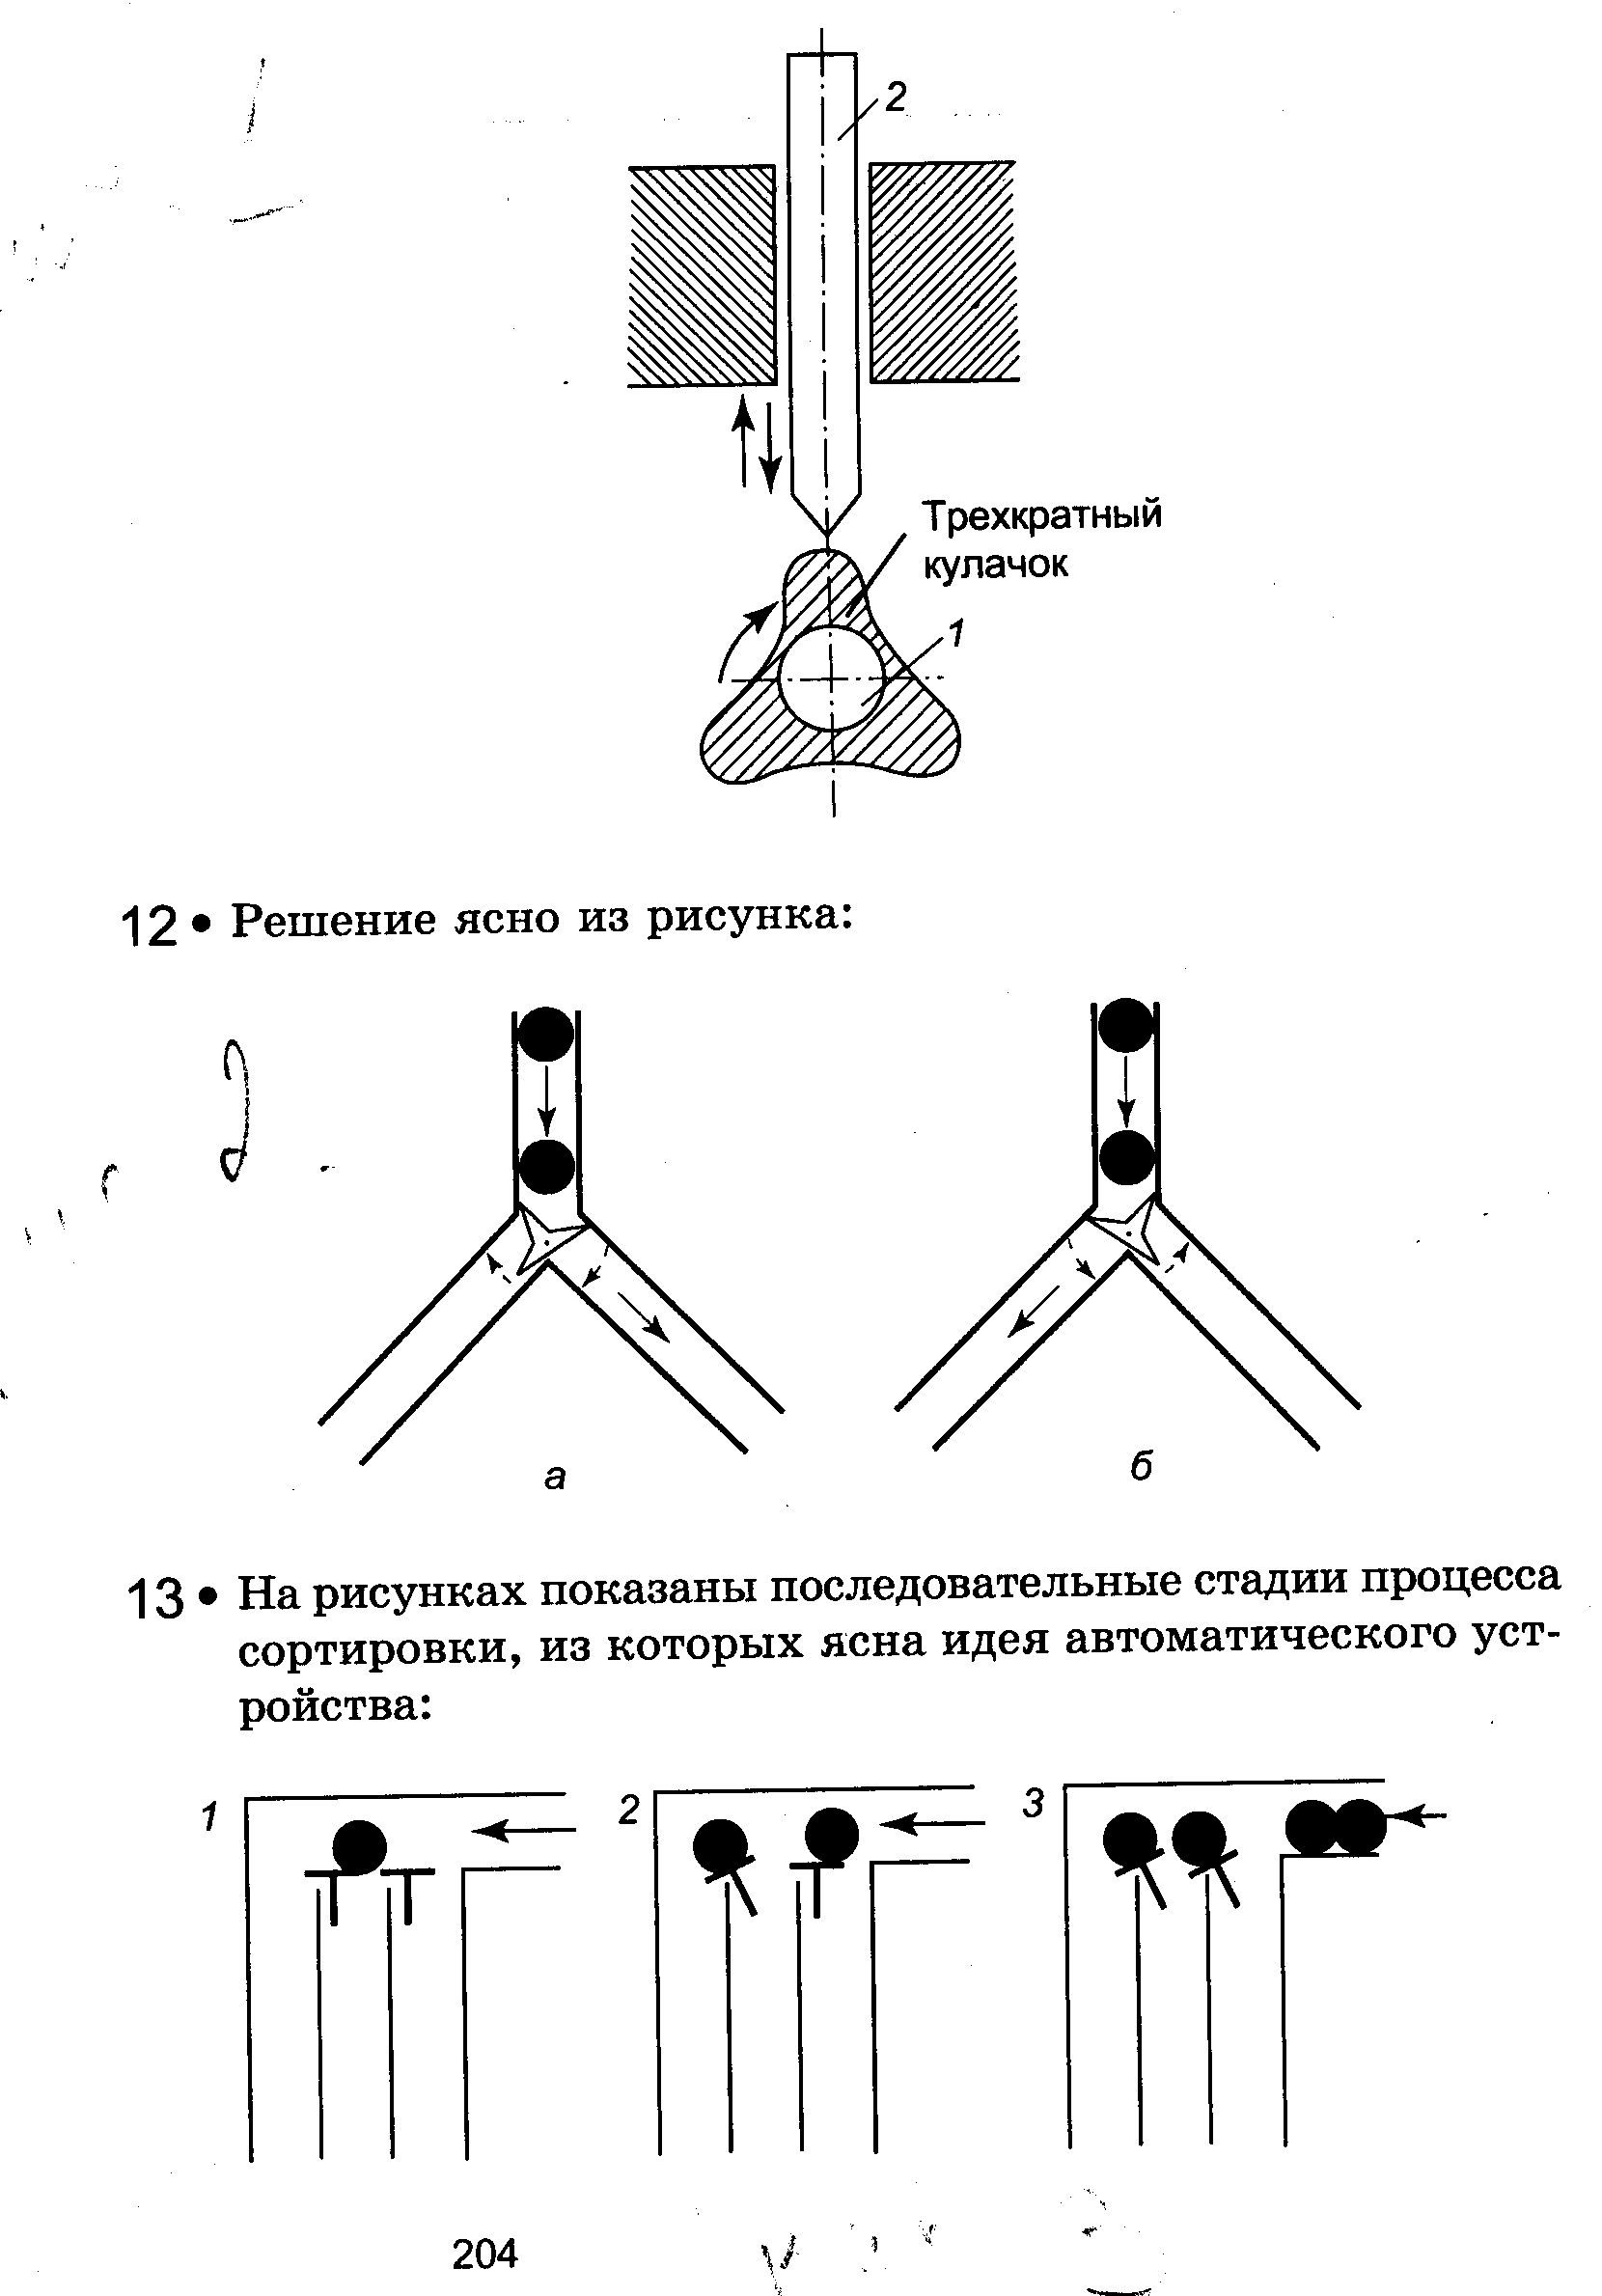 2
Трехкратный
кулачок
1
12 • Решение ясно из рисунка:
2
а
б
13 • На рисунках показаны последовательные стадии процесса
сортировки, из которых ясна идея автоматического уст-
ройства:
1
2
3
204